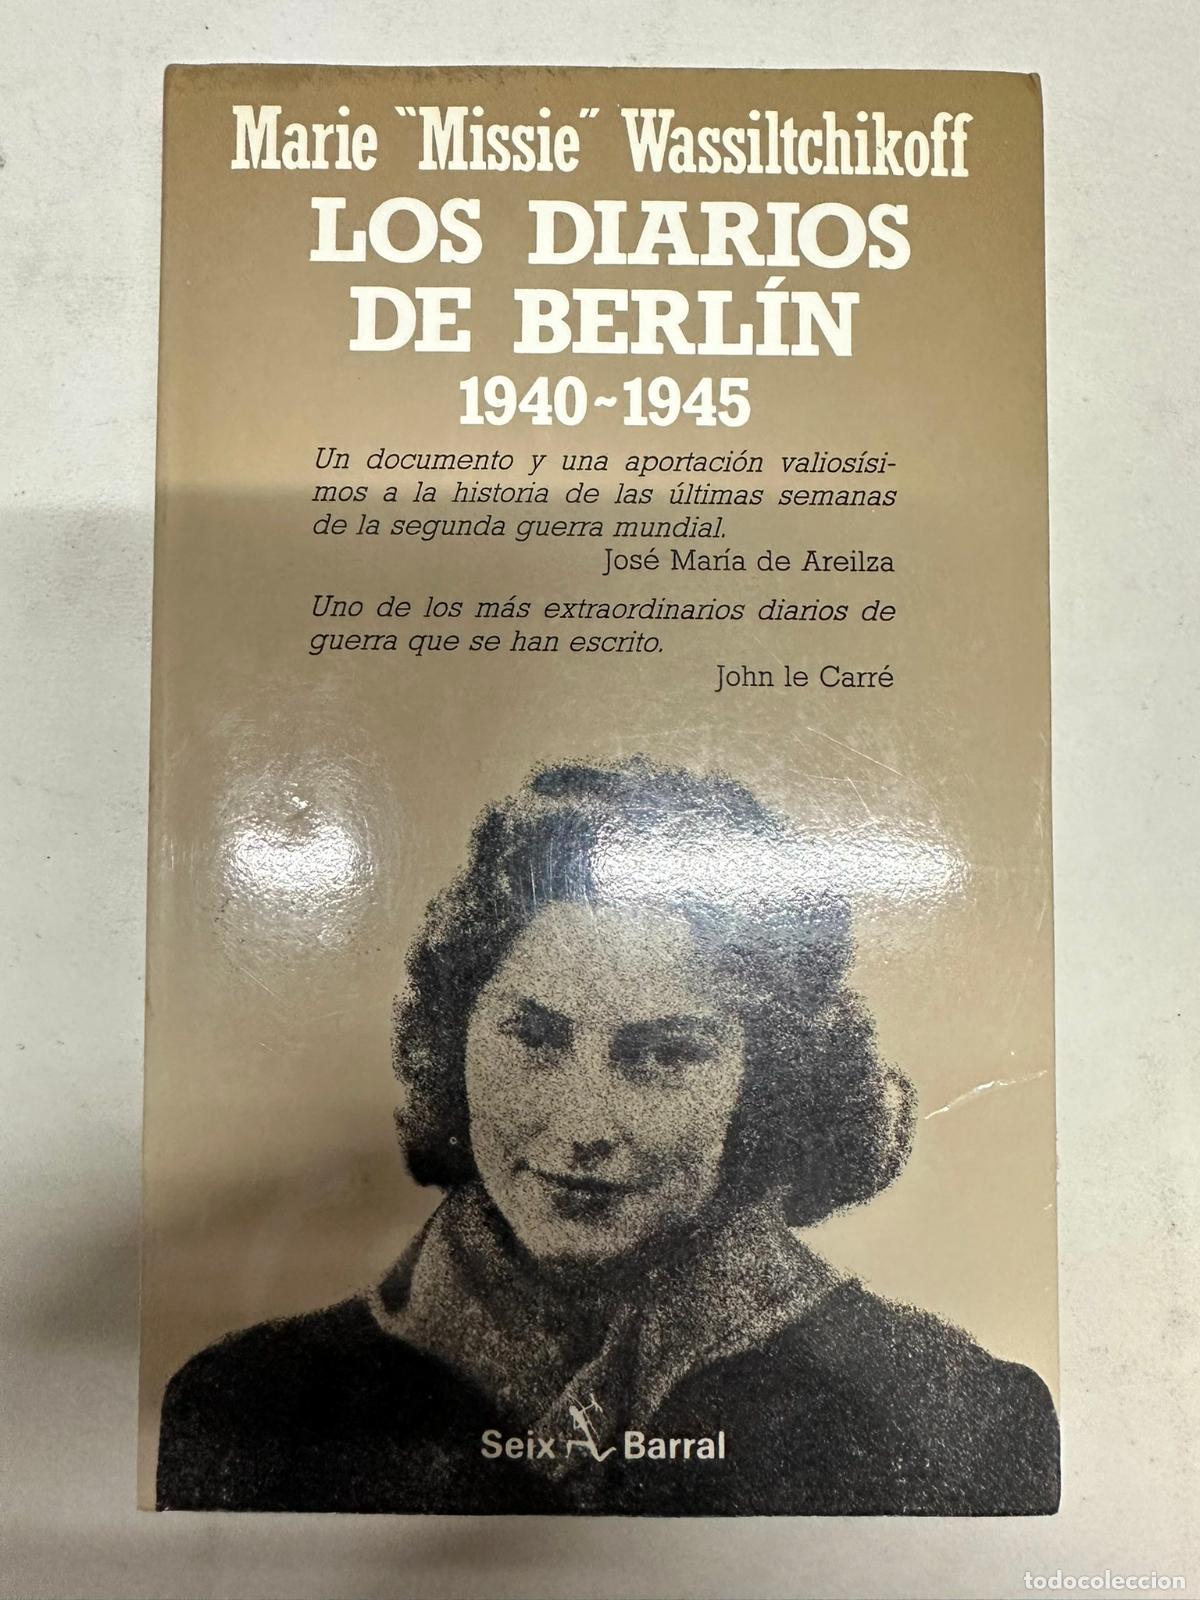 Marie "Missie" Wassiltchikoff
LOS DIARIOS
DE BERLÍN
1940~1945
Un documento y una aportación valiosísi-
mos a la historia de las últimas semanas
de la segunda guerra mundial.
José María de Areilza
Uno de los más extraordinarios diarios de
guerra que se han escrito.
John le Carré
Seix Barral
todocoleccion